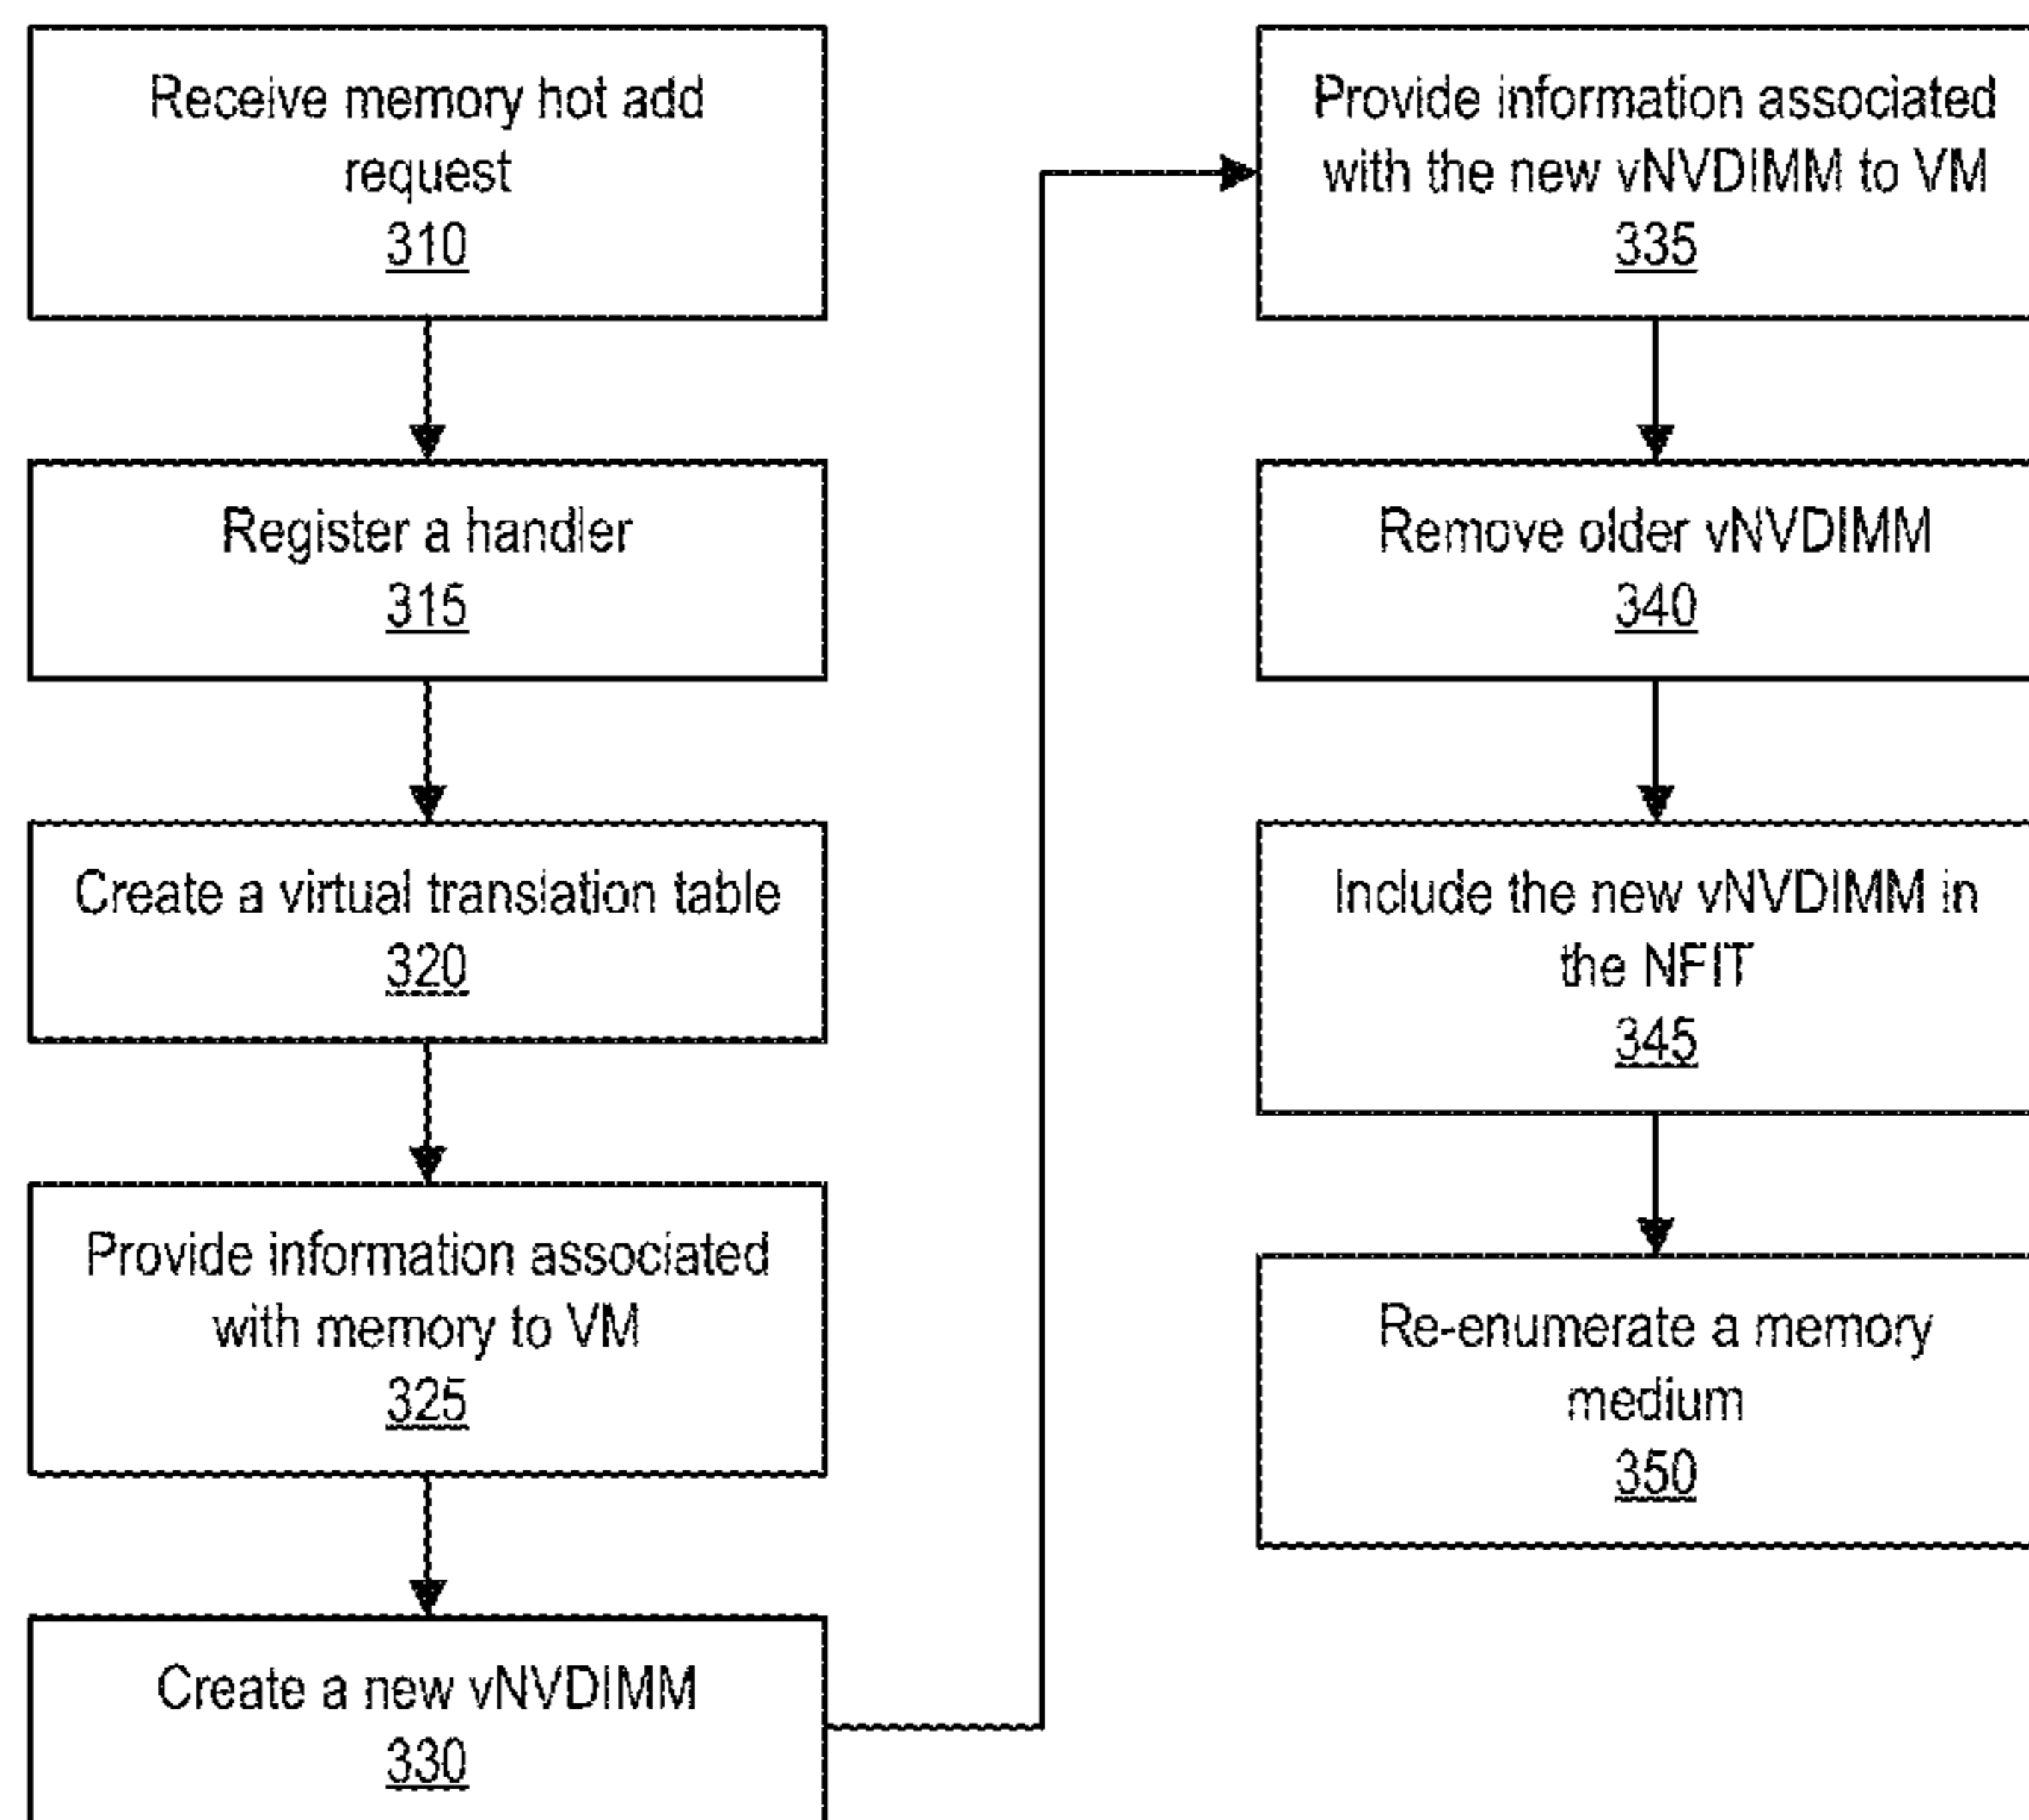 Receive memory hot add
request
310
Register a handler
315
Create a virtual translation table
320
Provide information associated
with memory to VM
325
Create a new vNVDIMM
330
Provide information associated
with the new vNVDIMM to VM
335
Remove older vNVDIMM
340
Include the new vNVDIMM in
the NFIT
345
Re-enumerate a memory
medium
350